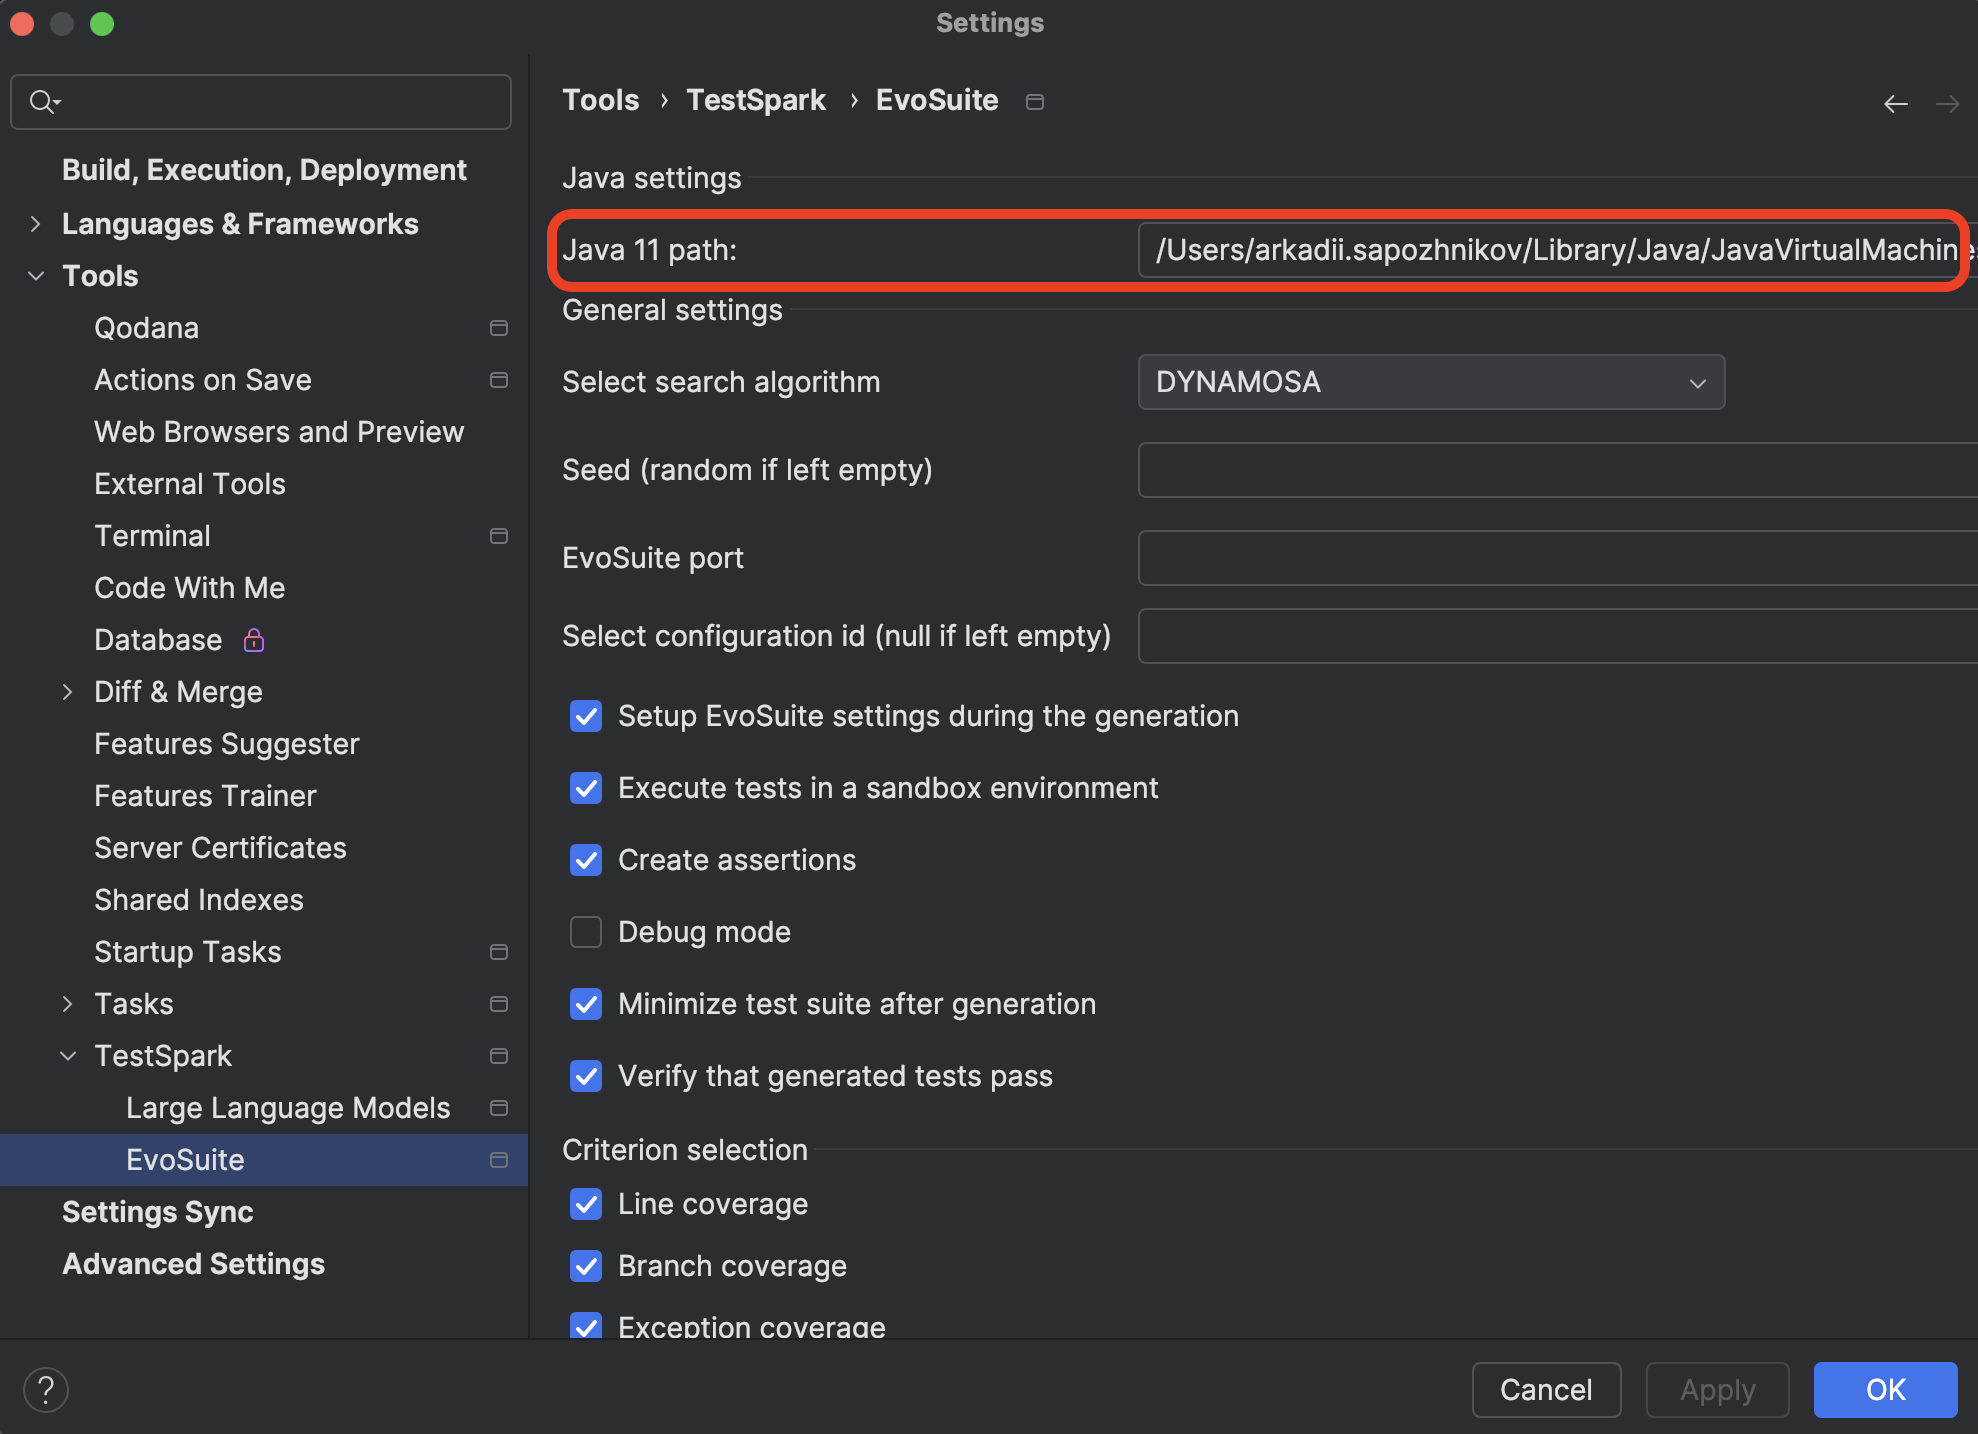 Settings
Tools › TestSpark › EvoSuite
Build, Execution, Deployment
Languages & Frameworks
Tools
Qodana
Actions on Save
Web Browsers and Preview
External Tools
Terminal
Code With Me
Database
Diff & Merge
Features Suggester
Features Trainer
Server Certificates
Shared Indexes
Startup Tasks
Tasks
TestSpark
Large Language Models
EvoSuite
Settings Sync
Advanced Settings
Java settings
Java 11 path: /Users/arkadii.sapozhnikov/Library/Java/JavaVirtualMachines
General settings
Select search algorithm DYNAMOSA
Seed (random if left empty)
EvoSuite port
Select configuration id (null if left empty)
Setup EvoSuite settings during the generation
Execute tests in a sandbox environment
Create assertions
Debug mode
Minimize test suite after generation
Verify that generated tests pass
Criterion selection
Line coverage
Branch coverage
Exception coverage
?
Cancel Apply OK